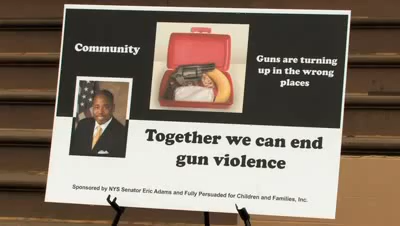 Community
Guns are turning
up in the wrong
places
Together we can end
gun violence
Sponsored by NYS Senator Eric Adams and Fully Persuaded for Children and Families, Inc.